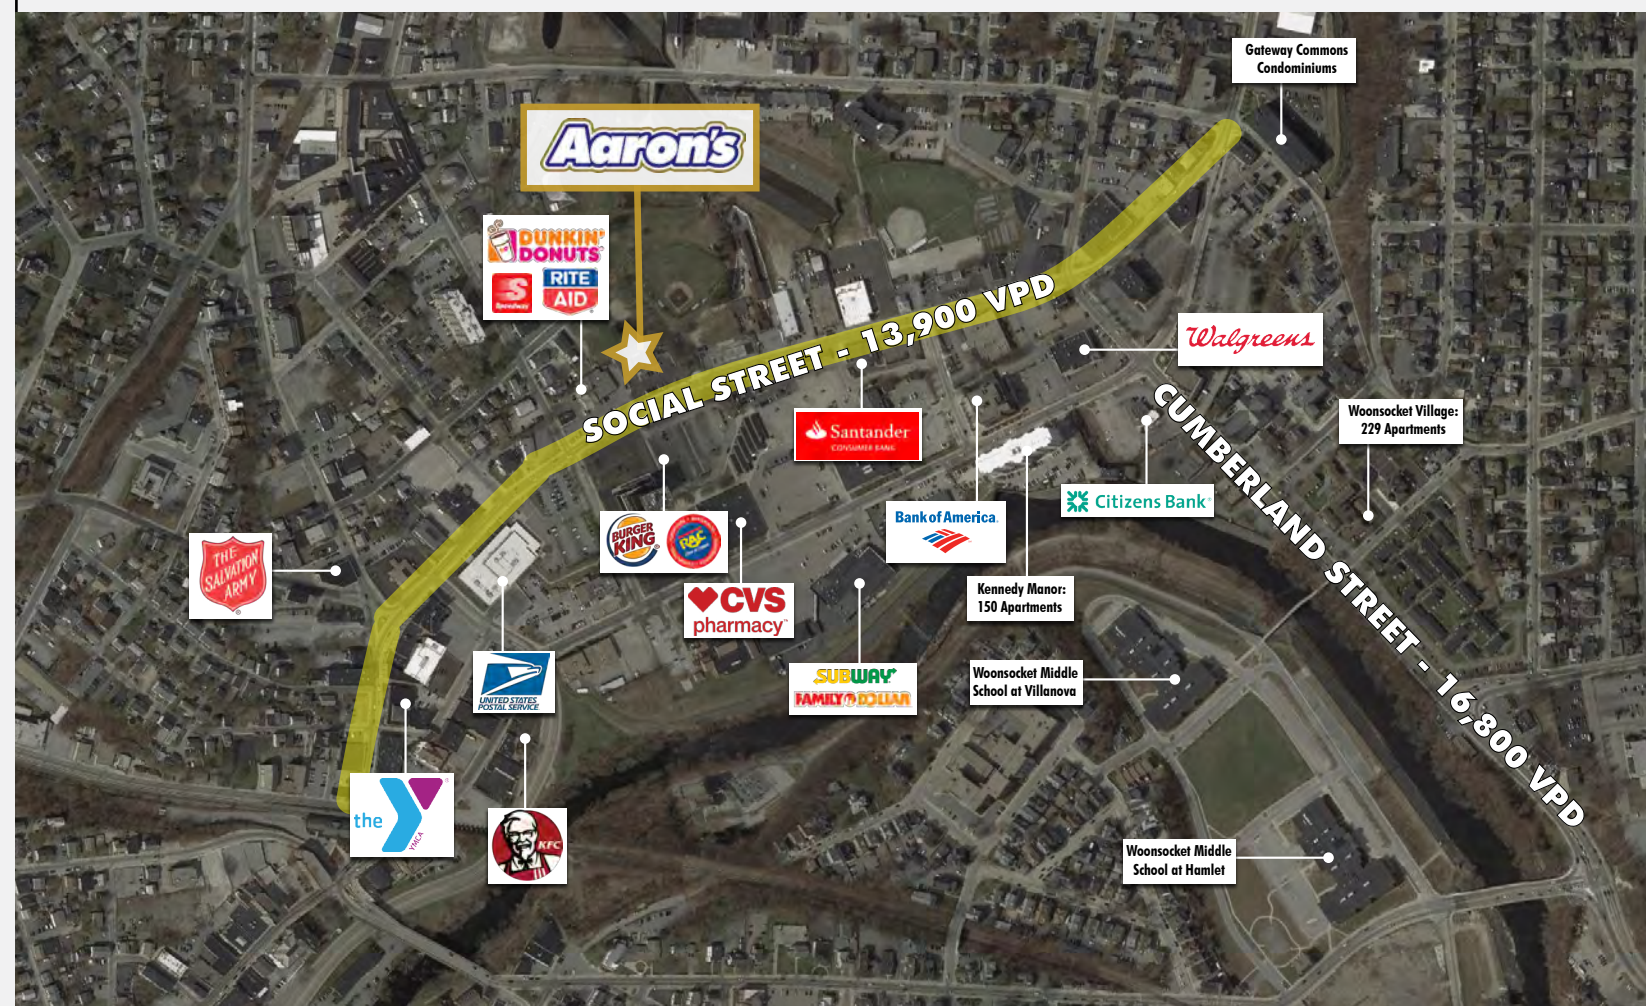 Gateway Commons
Condominiums
Aaron's
DUNKIN'
DONUTS
Speedway
RITE
AID
SOCIAL STREET - 13,900 VPD
Walgreens
CUMBERLAND STREET - 16,800 VPD
Woonsocket Village:
229 Apartments
Santander
CONSUMER BANK
Citizens Bank
Bank of America
BURGER
KING
RAC
THE
SALVATION
ARMY
CVS
pharmacy
Kennedy Manor:
150 Apartments
UNITED STATES
POSTAL SERVICE
SUBWAY
FAMILY DOLLAR
Woonsocket Middle
School at Villanova
the
YMCA
KFC
Woonsocket Middle
School at Hamlet